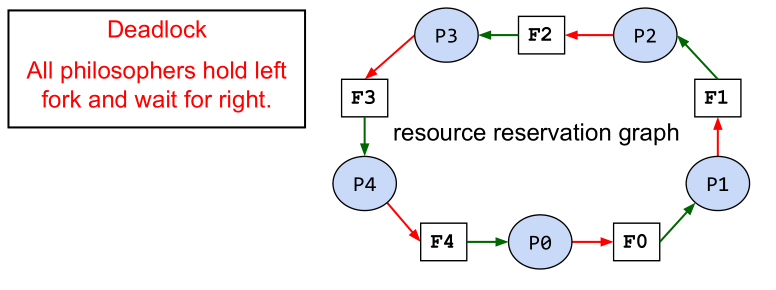 Deadlock
All philosophers hold left
fork and wait for right.
P3
F2
P2
F3
F1
resource reservation graph
P4
P1
F4
P0
F0